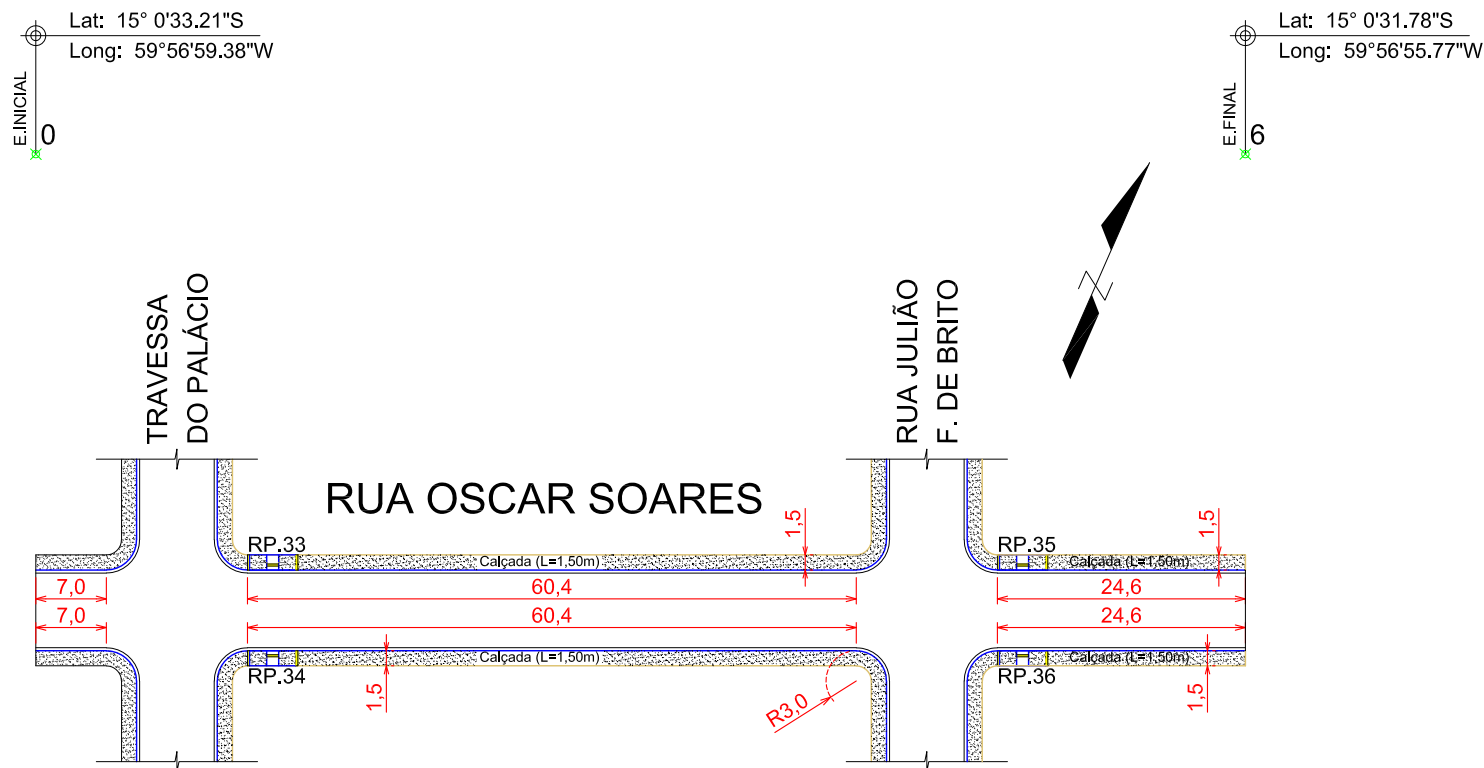 Lat: 15° 0'33.21"S
Long: 59°56'59.38"W
E.INICIAL
0
Lat: 15° 0'31.78"S
Long: 59°56'55.77"W
E.FINAL
6
TRAVESSA
DO PALÁCIO
RUA JULIÃO
F. DE BRITO
RUA OSCAR SOARES
1,5
1,5
RP.33
Calçada (L=1,50m)
RP.35
Calçada (L=1,50m)
7,0
60,4
24,6
7,0
60,4
24,6
Calçada (L=1,50m)
Calçada (L=1,50m)
RP.34
RP.36
1,5
R3,0
1,5